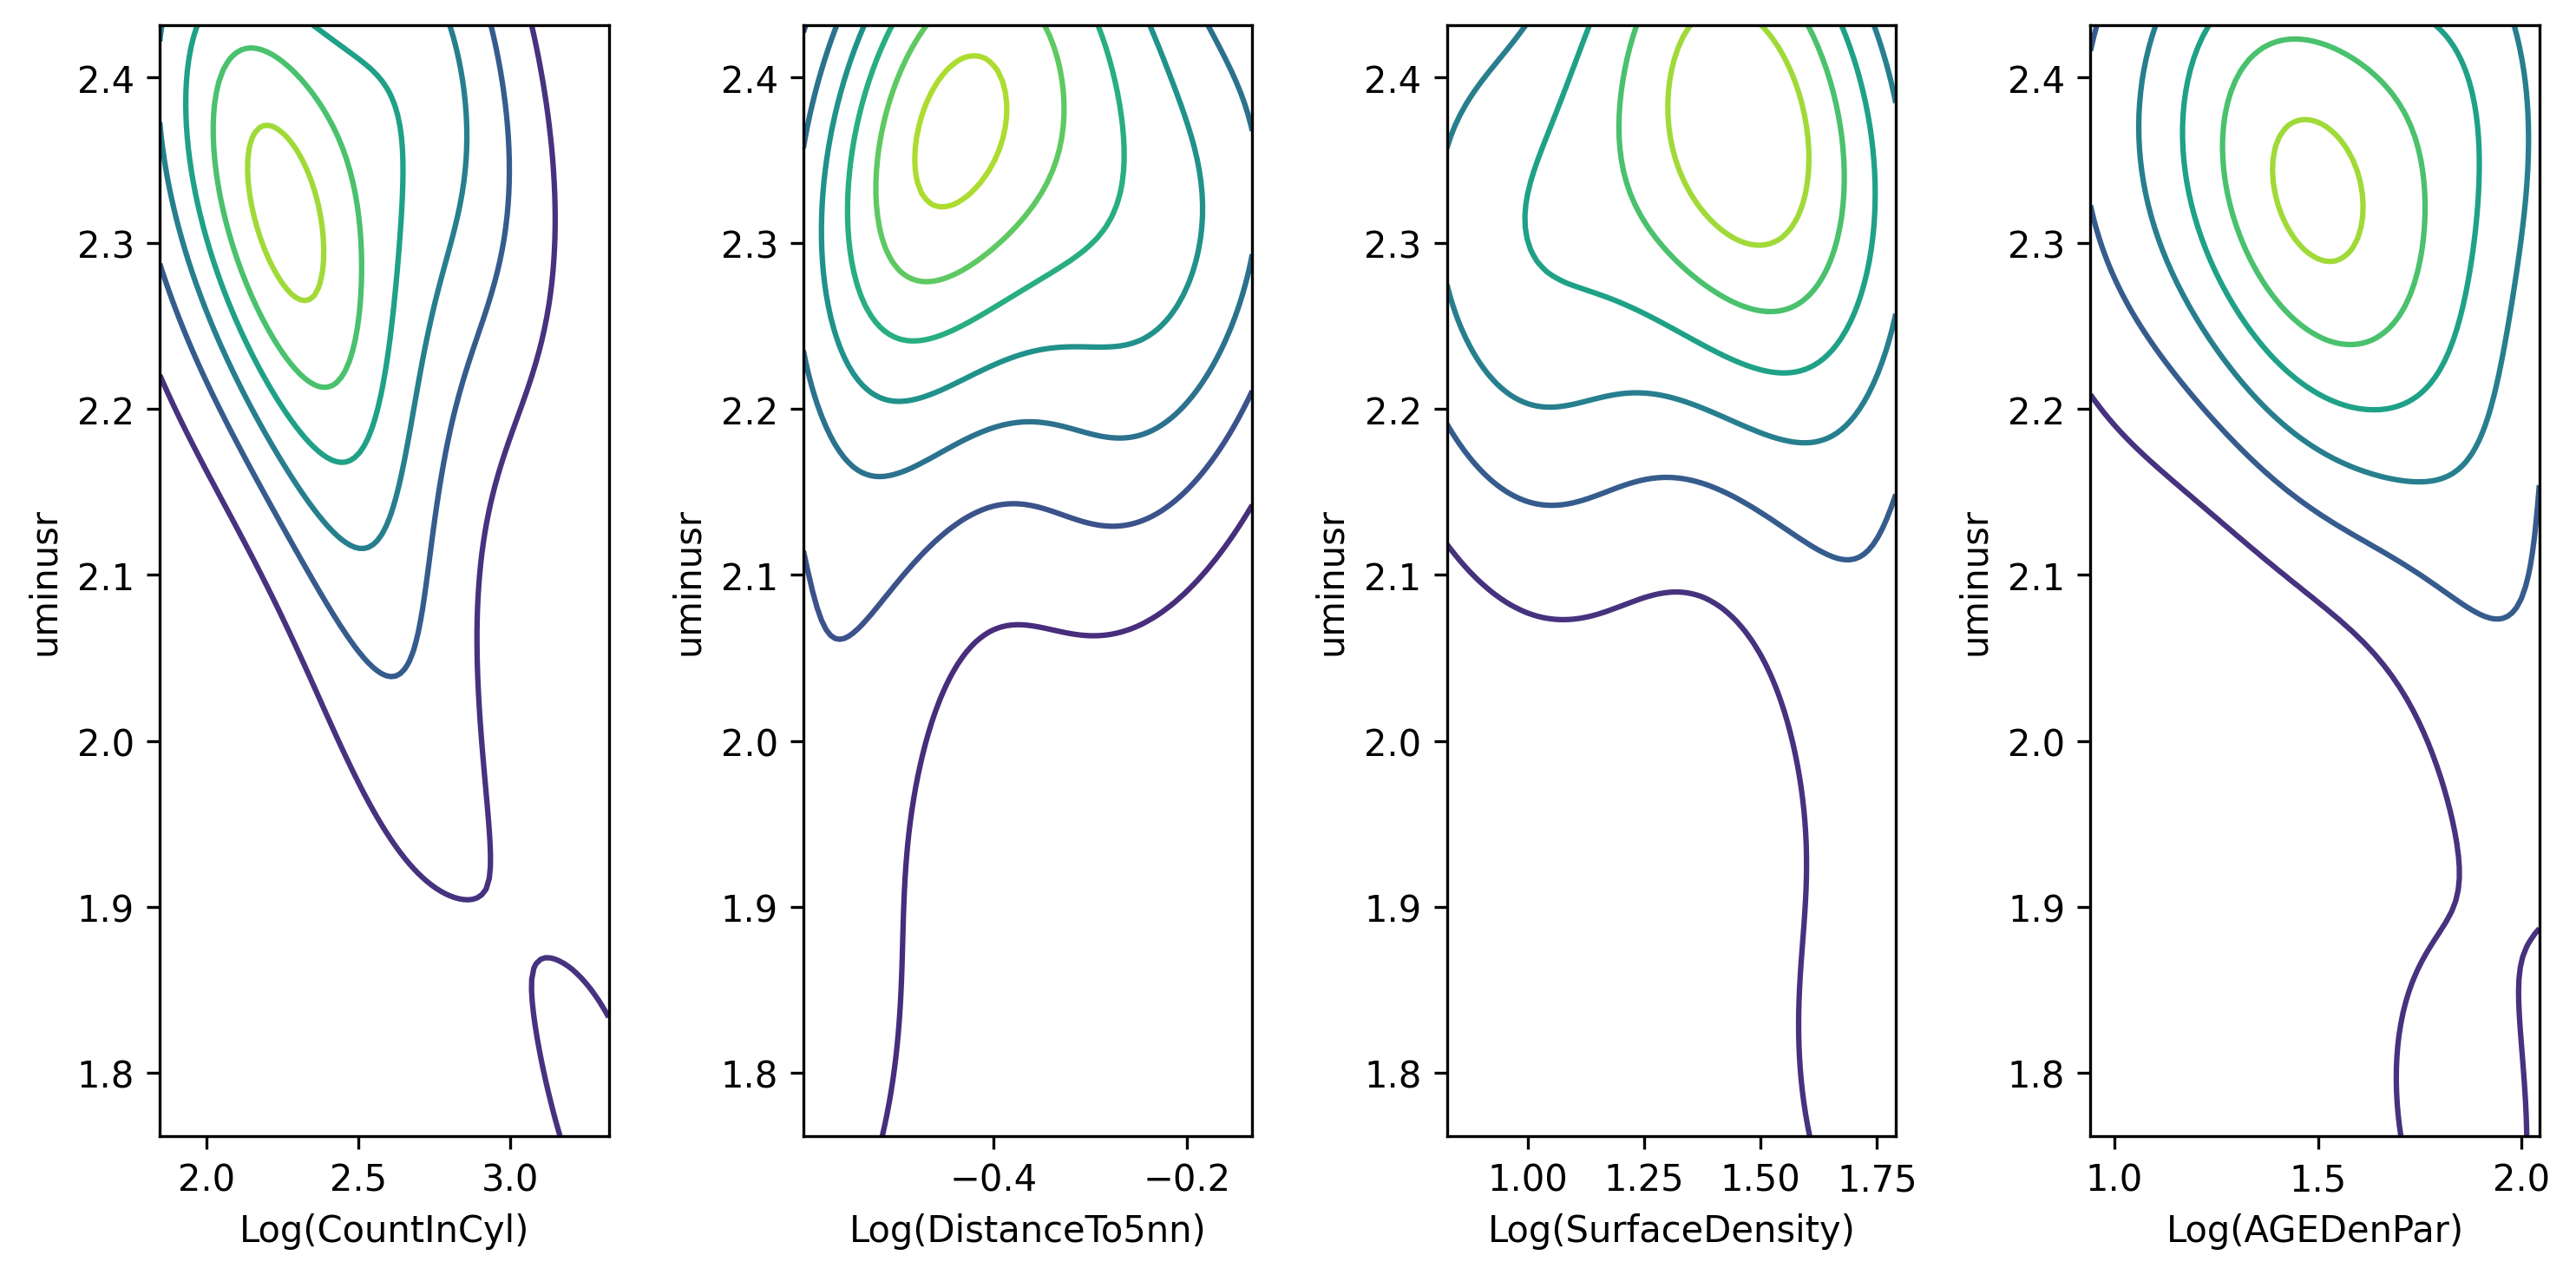 uminusr
2.4
2.3
2.2
2.1
2.0
1.9
1.8
2.0 2.5 3.0
Log(CountInCyl)
uminusr
2.4
2.3
2.2
2.1
2.0
1.9
1.8
−0.4 −0.2
Log(DistanceTo5nn)
uminusr
2.4
2.3
2.2
2.1
2.0
1.9
1.8
1.00 1.25 1.50 1.75
Log(SurfaceDensity)
uminusr
2.4
2.3
2.2
2.1
2.0
1.9
1.8
1.0 1.5 2.0
Log(AGEDenPar)